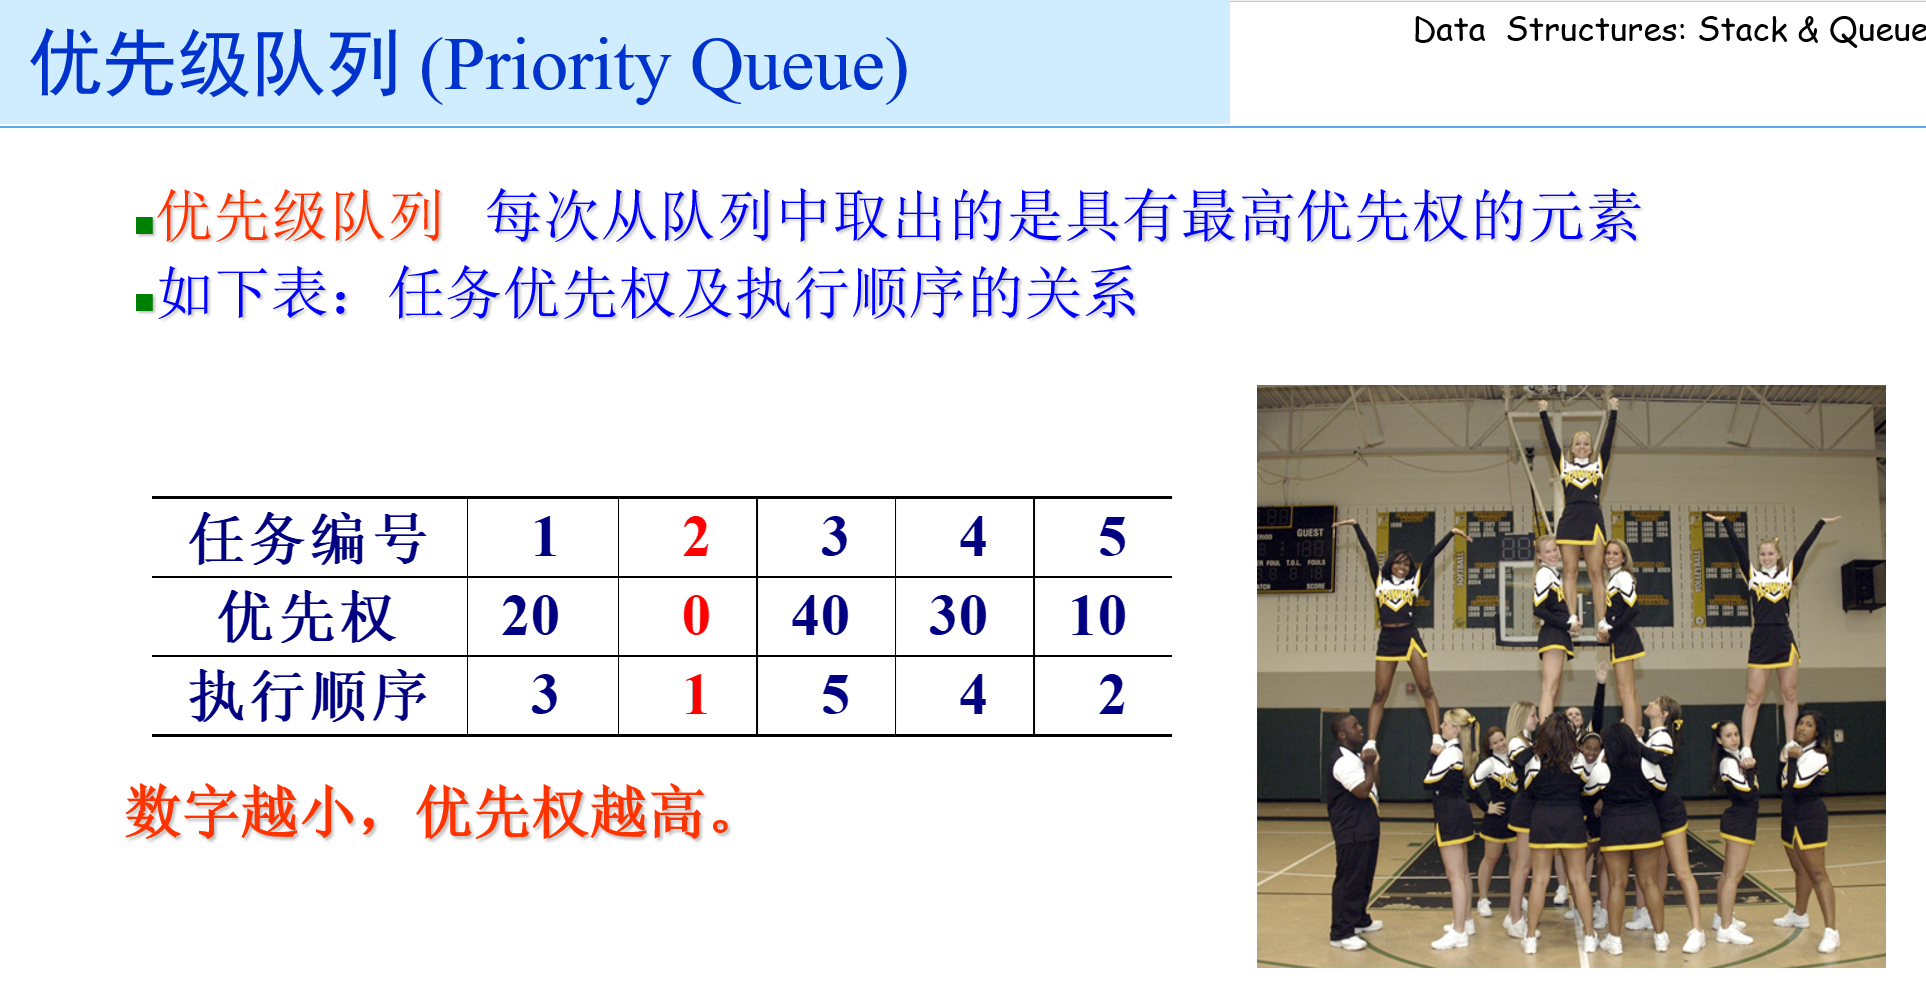 优先级队列 (Priority Queue)
Data Structures: Stack & Queue
优先级队列 每次从队列中取出的是具有最高优先权的元素
如下表：任务优先权及执行顺序的关系
任务编号 1 2 3 4 5
优先权 20 0 40 30 10
执行顺序 3 1 5 4 2
数字越小，优先权越高。
GUEST
T.O.L. FOULS
SCORE
SOFTBALL
VOLLEYBALL